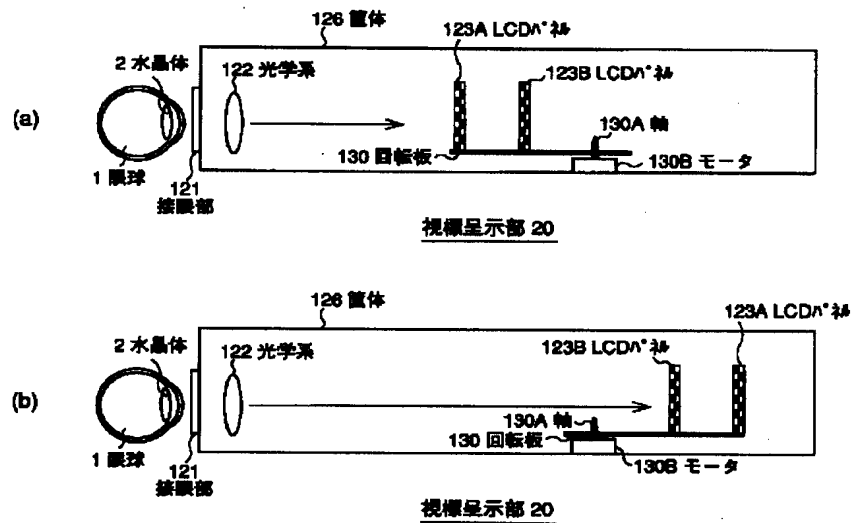 126 筐体
123A LCDパネル
2 水晶体
122 光学系
123B LCDパネル
(a)
130A 軸
130 回転板
130B モータ
1 眼球
121
接眼部
視標呈示部 20
126 筐体
123A LCDパネル
2 水晶体
122 光学系
123B LCDパネル
(b)
130A 軸
130 回転板
1 眼球
121
接眼部
130B モータ
視標呈示部 20